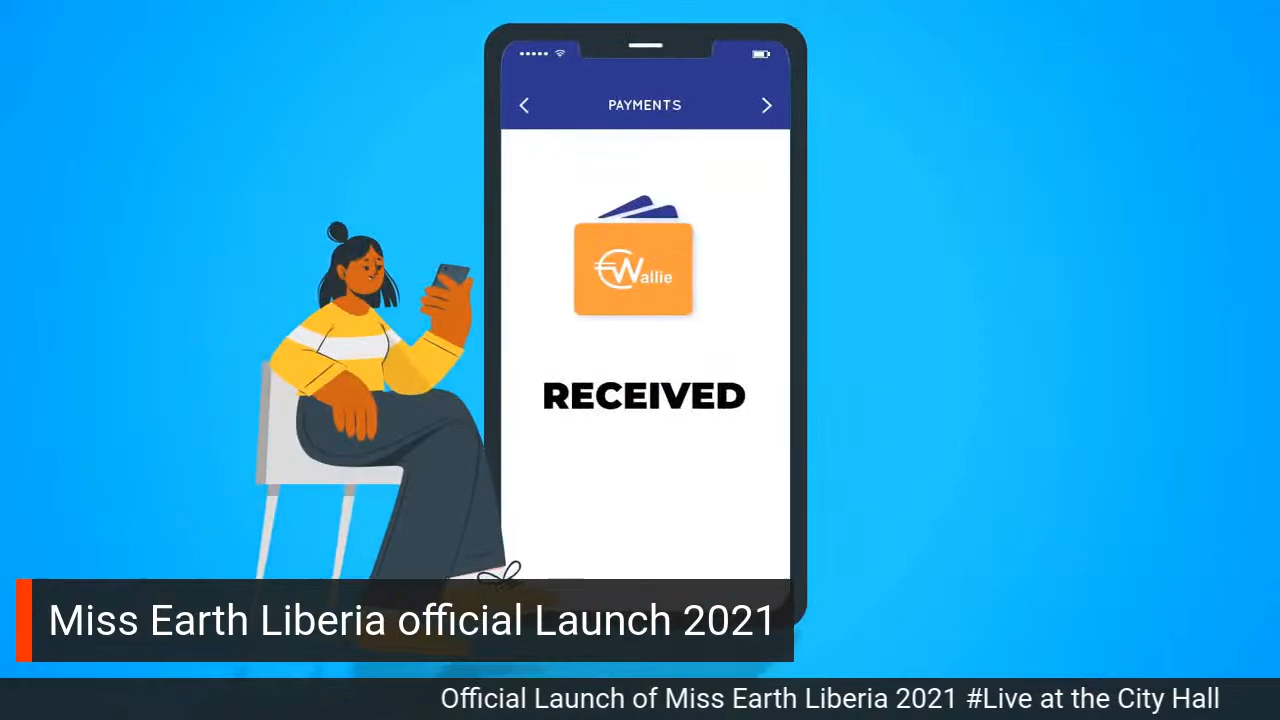 PAYMENTS
€Wallie
RECEIVED
Miss Earth Liberia official Launch 2021
Official Launch of Miss Earth Liberia 2021 #Live at the City Hall